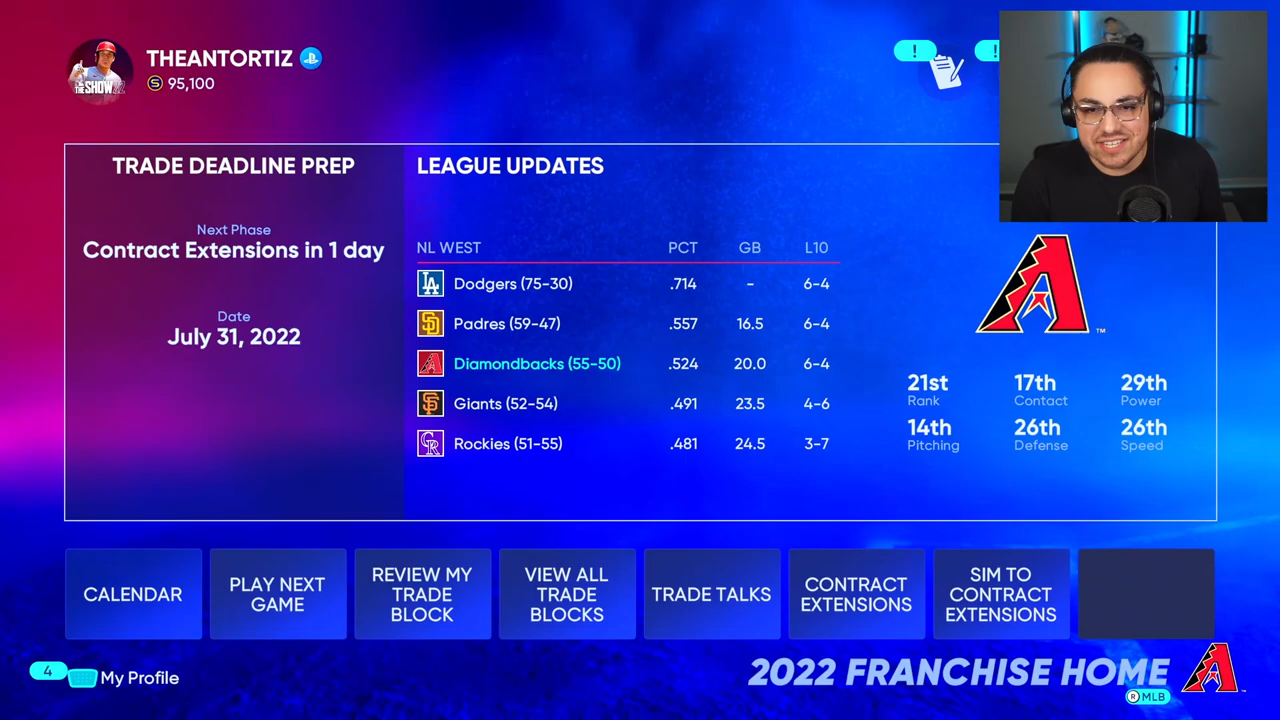 THEANTORTIZ
95,100
THE SHOW 22
!
!
TRADE DEADLINE PREP
Next Phase
Contract Extensions in 1 day
Date
July 31, 2022
LEAGUE UPDATES
NL WEST PCT GB L10
Dodgers (75-30) .714 - 6-4
Padres (59-47) .557 16.5 6-4
Diamondbacks (55-50) .524 20.0 6-4
Giants (52-54) .491 23.5 4-6
Rockies (51-55) .481 24.5 3-7
A
TM
21st 17th 29th
Rank Contact Power
14th 26th 26th
Pitching Defense Speed
CALENDAR
PLAY NEXT
GAME
REVIEW MY
TRADE
BLOCK
VIEW ALL
TRADE
BLOCKS
TRADE TALKS
CONTRACT
EXTENSIONS
SIM TO
CONTRACT
EXTENSIONS
4
My Profile
2022 FRANCHISE HOME
R MLB